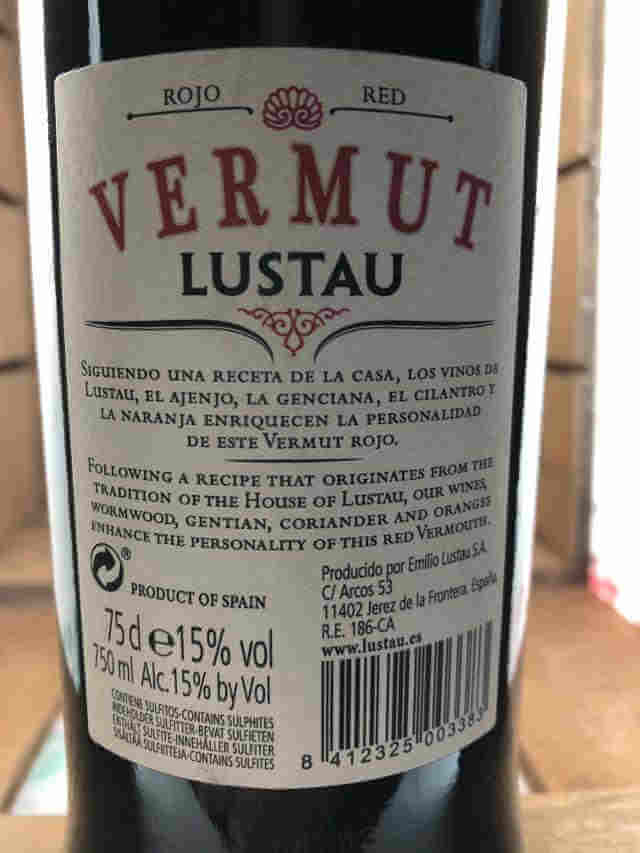 ROJO RED
VERMUT
LUSTAU
SIGUIENDO UNA RECETA DE LA CASA, LOS VINOS DE
LUSTAU, EL AJENJO, LA GENCIANA, EL CILANTRO Y
LA NARANJA ENRIQUECEN LA PERSONALIDAD
DE ESTE VERMUT ROJO.
FOLLOWING A RECIPE THAT ORIGINATES FROM THE
TRADITION OF THE HOUSE OF LUSTAU, OUR WINES,
WORMWOOD, GENTIAN, CORIANDER AND ORANGES
ENHANCE THE PERSONALITY OF THIS RED VERMOUTH.
®
PRODUCT OF SPAIN
75 cl e 15% vol
750 ml Alc. 15% by Vol
CONTIENE SULFITOS-CONTAINS SULPHITES
INDEHOLDER SULFITTER-BEVAT SULFIETEN
ENTHÄLT SULFITE-INNEHÅLLER SULFITER
SISÄLTÄÄ SULFIITTEJA-CONTAINS SULFITES
Producido por Emilio Lustau S.A.
C/ Arcos 53
11402 Jerez de la Frontera. España
R.E. 186-CA
www.lustau.es
8 412325 003383